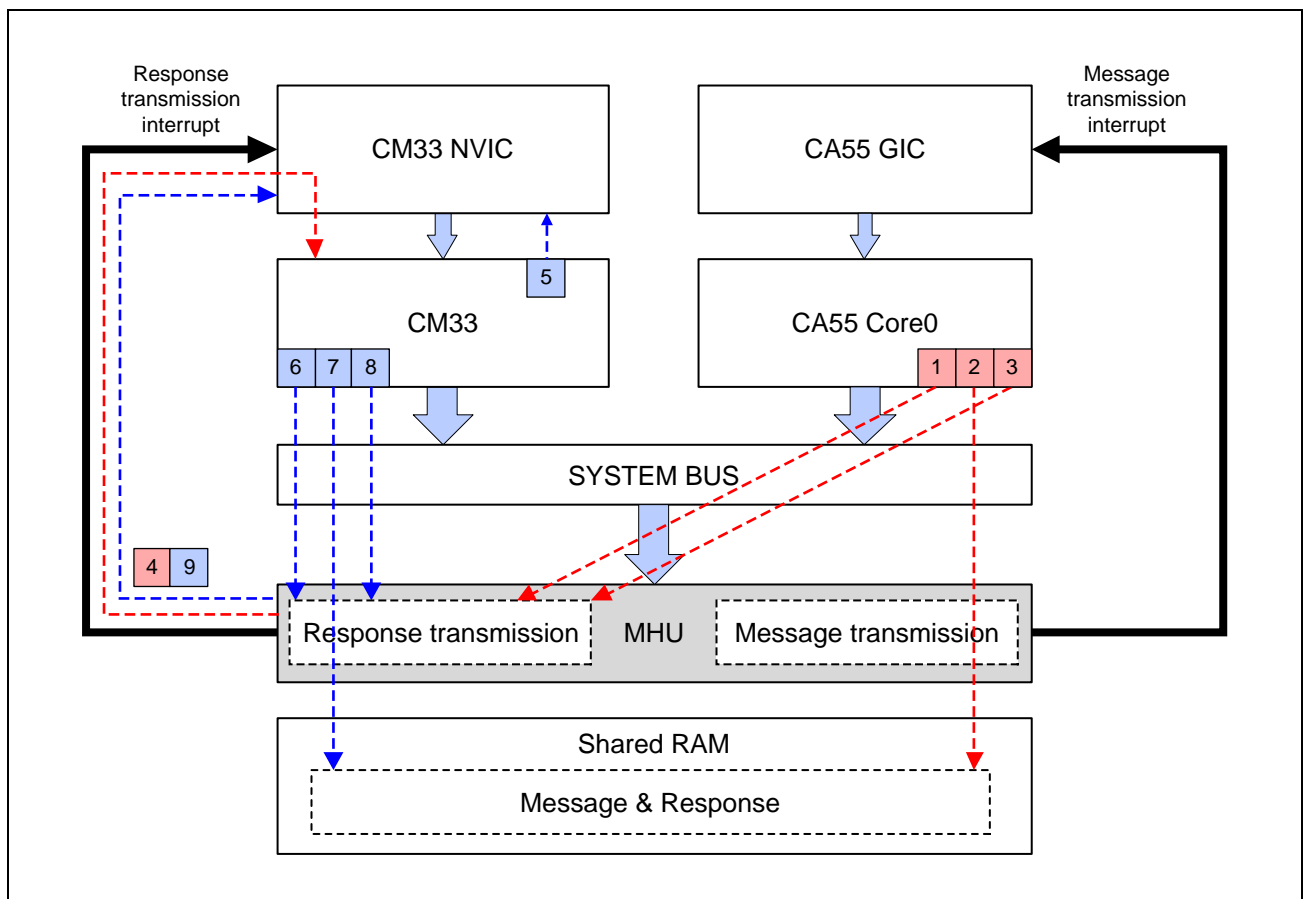 Response
transmission
interrupt
Message
transmission
interrupt
CM33 NVIC
CA55 GIC
5
CM33
CA55 Core0
6 7 8
1 2 3
SYSTEM BUS
4 9
Response transmission
MHU
Message transmission
Shared RAM
Message & Response